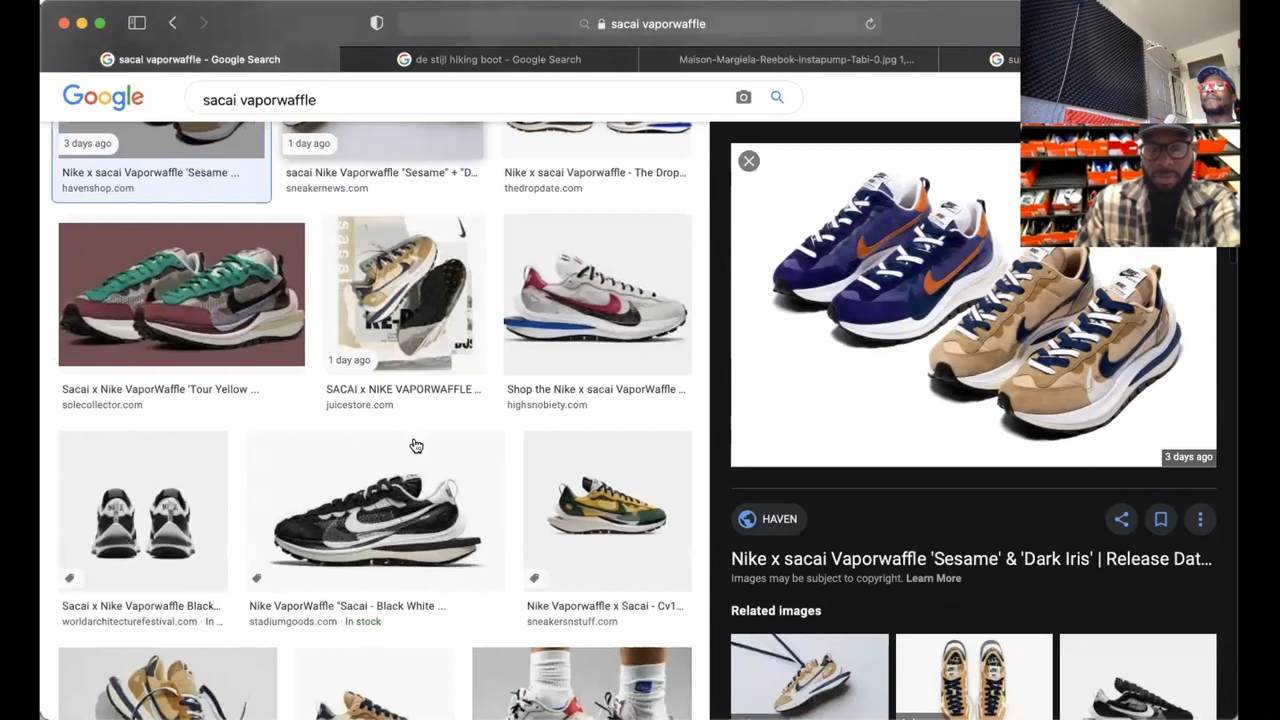 sacai vaporwaffle
sacai vaporwaffle - Google Search
de stijl hiking boot - Google Search
Maison-Margiela-Reebok-Instapump-Tabi-0.jpg 1,...
su
Google
sacai vaporwaffle
3 days ago
1 day ago
Nike x sacai Vaporwaffle 'Sesame ...
sacai Nike Vaporwaffle "Sesame" + "D...
Nike x sacai Vaporwaffle - The Drop...
havenshop.com
sneakernews.com
thedropdate.com
sacai
1 day ago
Sacai x Nike VaporWaffle 'Tour Yellow ...
SACAI x NIKE VAPORWAFFLE ...
Shop the Nike x sacai VaporWaffle ...
solecollector.com
juicestore.com
highsnobiety.com
Sacai x Nike Vaporwaffle Black...
Nike VaporWaffle "Sacai - Black White ...
Nike Vaporwaffle x Sacai - Cv1...
worldarchitecturefestival.com · In ...
stadiumgoods.com · In stock
sneakersnstuff.com
3 days ago
HAVEN
Nike x sacai Vaporwaffle 'Sesame' & 'Dark Iris' | Release Dat...
Images may be subject to copyright. Learn More
Related images